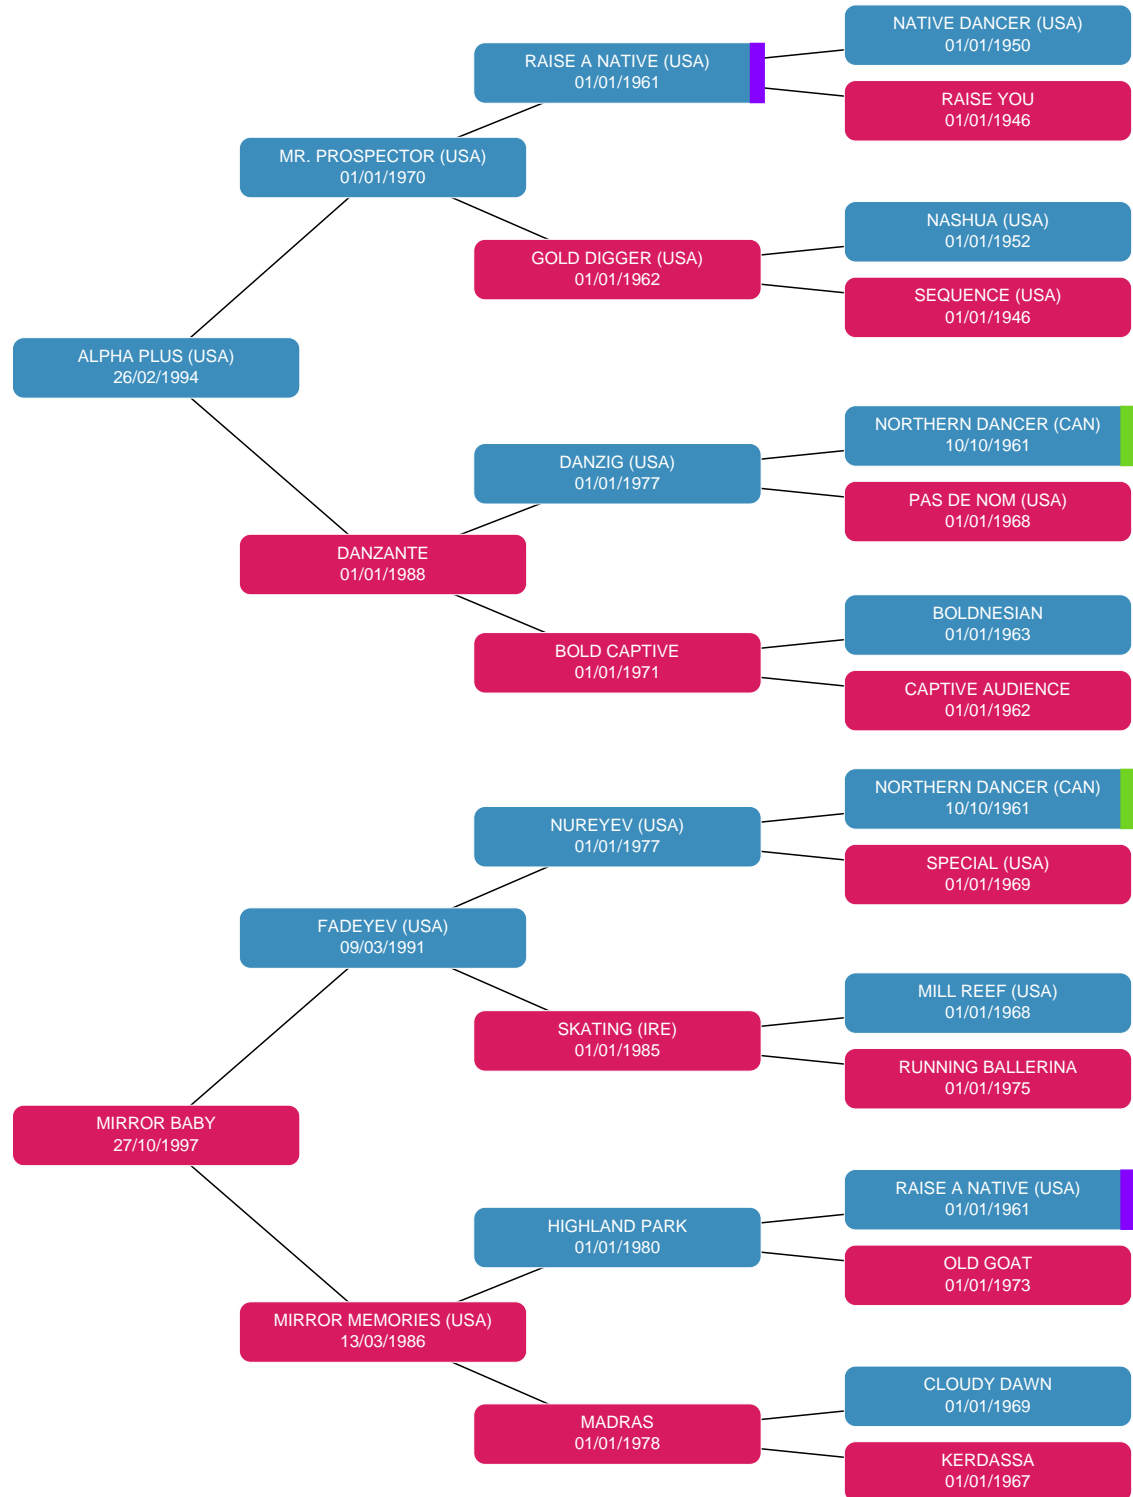 NATIVE DANCER (USA)
01/01/1950
RAISE A NATIVE (USA)
01/01/1961
RAISE YOU
01/01/1946
MR. PROSPECTOR (USA)
01/01/1970
NASHUA (USA)
01/01/1952
GOLD DIGGER (USA)
01/01/1962
SEQUENCE (USA)
01/01/1946
ALPHA PLUS (USA)
26/02/1994
NORTHERN DANCER (CAN)
10/10/1961
DANZIG (USA)
01/01/1977
PAS DE NOM (USA)
01/01/1968
DANZANTE
01/01/1988
BOLDNESIAN
01/01/1963
BOLD CAPTIVE
01/01/1971
CAPTIVE AUDIENCE
01/01/1962
NORTHERN DANCER (CAN)
10/10/1961
NUREYEV (USA)
01/01/1977
SPECIAL (USA)
01/01/1969
FADEYEV (USA)
09/03/1991
MILL REEF (USA)
01/01/1968
SKATING (IRE)
01/01/1985
RUNNING BALLERINA
01/01/1975
MIRROR BABY
27/10/1997
RAISE A NATIVE (USA)
01/01/1961
HIGHLAND PARK
01/01/1980
OLD GOAT
01/01/1973
MIRROR MEMORIES (USA)
13/03/1986
CLOUDY DAWN
01/01/1969
MADRAS
01/01/1978
KERDASSA
01/01/1967